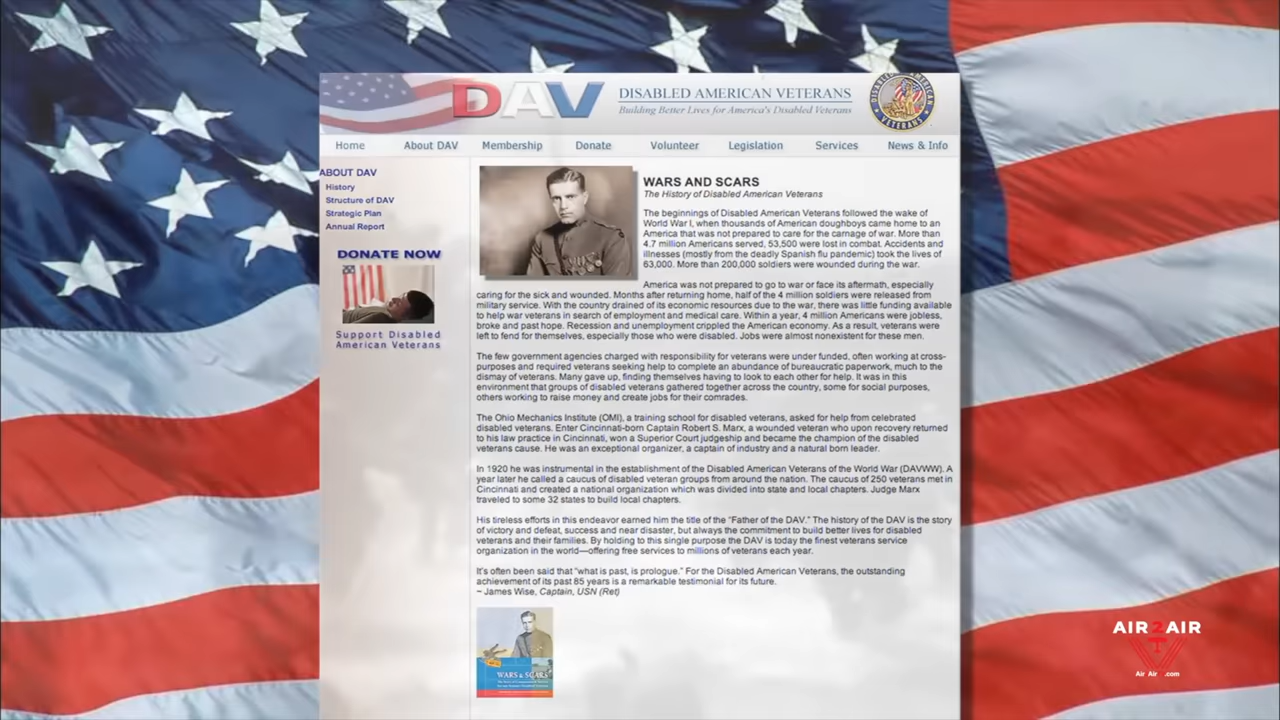 DAV
DISABLED AMERICAN VETERANS
Building Better Lives for America's Disabled Veterans
DISABLED AMERICAN VETERANS
Home About DAV Membership Donate Volunteer Legislation Services News & Info
ABOUT DAV
History
Structure of DAV
Strategic Plan
Annual Report
DONATE NOW
Support Disabled
American Veterans
WARS AND SCARS
The History of Disabled American Veterans
The beginnings of Disabled American Veterans followed the wake of
World War I, when thousands of American doughboys came home to an
America that was not prepared to care for the carnage of war. More than
4.7 million Americans served, 53,500 were lost in combat. Accidents and
illnesses (mostly from the deadly Spanish flu pandemic) took the lives of
63,000. More than 200,000 soldiers were wounded during the war.
America was not prepared to go to war or face its aftermath, especially
caring for the sick and wounded. Months after returning home, half of the 4 million soldiers were released from
military service. With the country drained of its economic resources due to the war, there was little funding available
to help war veterans in search of employment and medical care. Within a year, 4 million Americans were jobless,
broke and past hope. Recession and unemployment crippled the American economy. As a result, veterans were
left to fend for themselves, especially those who were disabled. Jobs were almost nonexistent for these men.
The few government agencies charged with responsibility for veterans were under funded, often working at cross-
purposes and required veterans seeking help to complete an abundance of bureaucratic paperwork, much to the
dismay of veterans. Many gave up, finding themselves having to look to each other for help. It was in this
environment that groups of disabled veterans gathered together across the country, some for social purposes,
others working to raise money and create jobs for their comrades.
The Ohio Mechanics Institute (OMI), a training school for disabled veterans, asked for help from celebrated
disabled veterans. Enter Cincinnati-born Captain Robert S. Marx, a wounded veteran who upon recovery returned
to his law practice in Cincinnati, won a Superior Court judgeship and became the champion of the disabled
veterans cause. He was an exceptional organizer, a captain of industry and a natural born leader.
In 1920 he was instrumental in the establishment of the Disabled American Veterans of the World War (DAVWW). A
year later he called a caucus of disabled veteran groups from around the nation. The caucus of 250 veterans met in
Cincinnati and created a national organization which was divided into state and local chapters. Judge Marx
traveled to some 32 states to build local chapters.
His tireless efforts in this endeavor earned him the title of the "Father of the DAV." The history of the DAV is the story
of victory and defeat, success and near disaster, but always the commitment to build better lives for disabled
veterans and their families. By holding to this single purpose the DAV is today the finest veterans service
organization in the world—offering free services to millions of veterans each year.
It's often been said that "what is past, is prologue." For the Disabled American Veterans, the outstanding
achievement of its past 85 years is a remarkable testimonial for its future.
~ James Wise, Captain, USN (Ret)
WARS & SCARS
AIR2AIR
Air Air .com